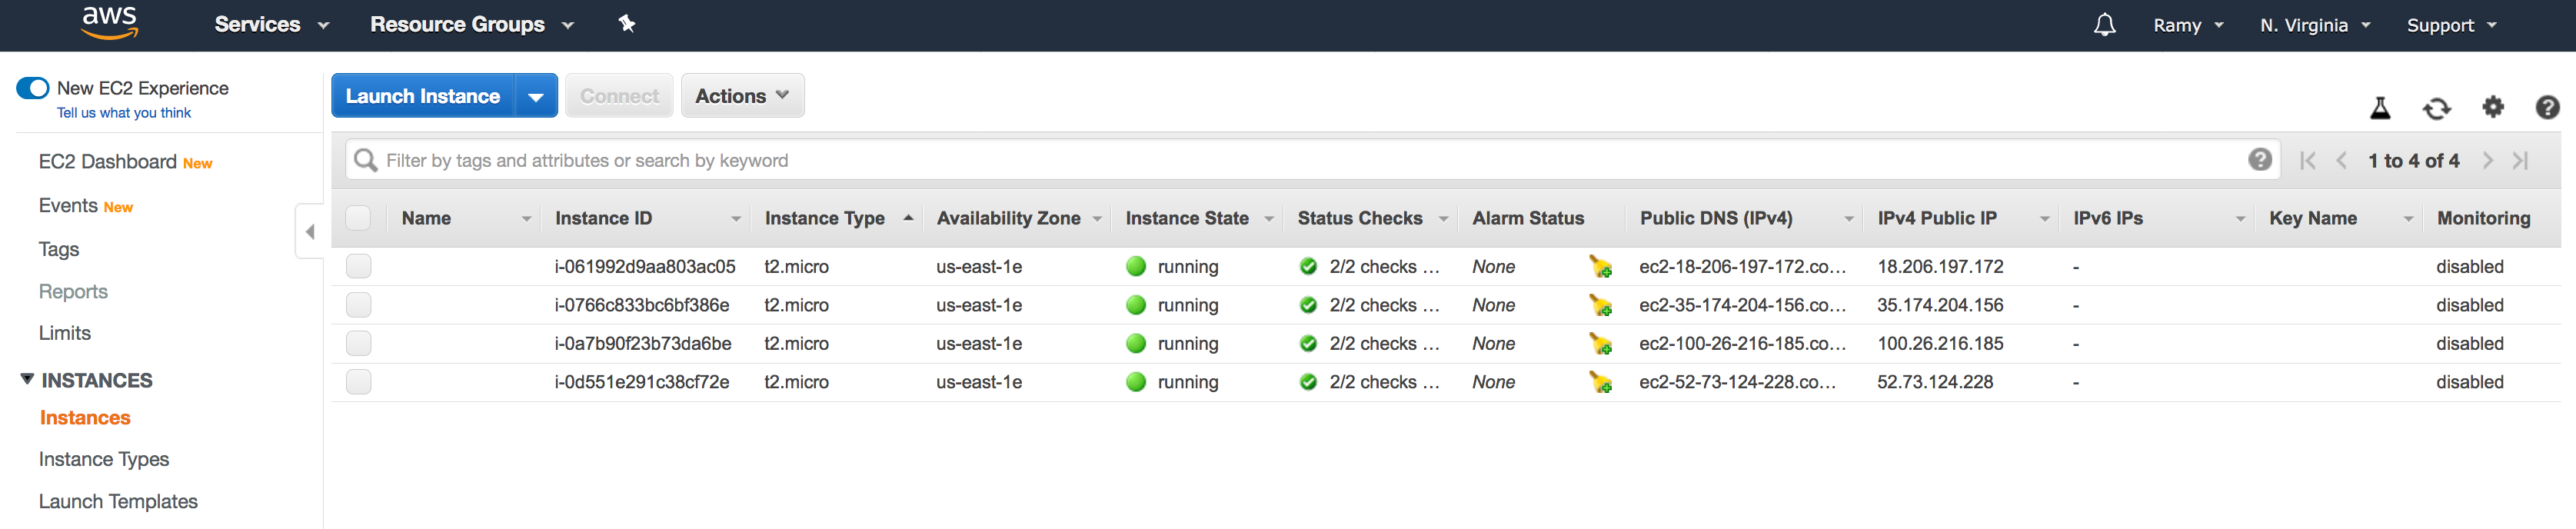 aws Services Resource Groups Ramy N. Virginia Support
New EC2 Experience
Tell us what you think
EC2 Dashboard New
Events New
Tags
Reports
Limits
INSTANCES
Instances
Instance Types
Launch Templates
Launch Instance Connect Actions
Filter by tags and attributes or search by keyword 1 to 4 of 4
Name Instance ID Instance Type Availability Zone Instance State Status Checks Alarm Status Public DNS (IPv4) IPv4 Public IP IPv6 IPs Key Name Monitoring
i-061992d9aa803ac05 t2.micro us-east-1e running 2/2 checks ... None ec2-18-206-197-172.co... 18.206.197.172 - disabled
i-0766c833bc6bf386e t2.micro us-east-1e running 2/2 checks ... None ec2-35-174-204-156.co... 35.174.204.156 - disabled
i-0a7b90f23b73da6be t2.micro us-east-1e running 2/2 checks ... None ec2-100-26-216-185.co... 100.26.216.185 - disabled
i-0d551e291c38cf72e t2.micro us-east-1e running 2/2 checks ... None ec2-52-73-124-228.co... 52.73.124.228 - disabled